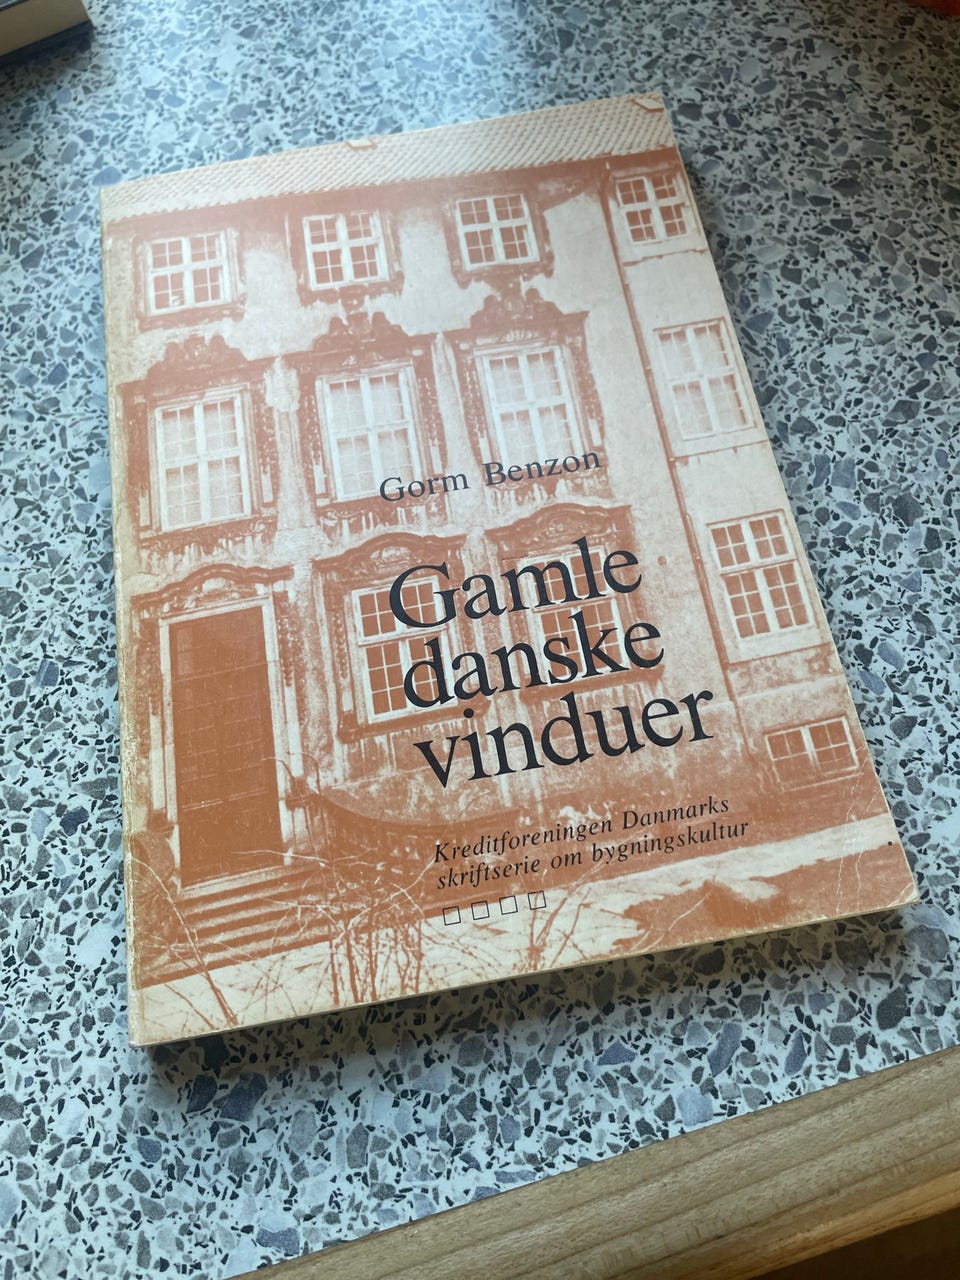 Gorm Benzon
Gamle
danske
vinduer
Kreditforeningen Danmarks
skriftserie om bygningskultur